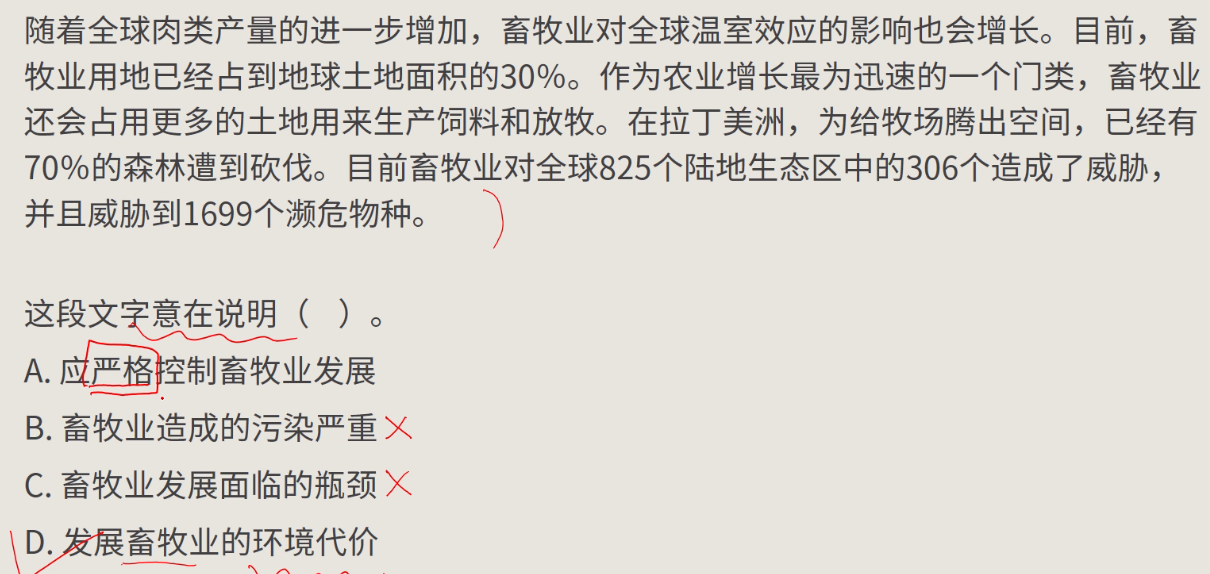 随着全球肉类产量的进一步增加，畜牧业对全球温室效应的影响也会增长。目前，畜
牧业用地已经占到地球土地面积的30%。作为农业增长最为迅速的一个门类，畜牧业
还会占用更多的土地用来生产饲料和放牧。在拉丁美洲，为给牧场腾出空间，已经有
70%的森林遭到砍伐。目前畜牧业对全球825个陆地生态区中的306个造成了威胁，
并且威胁到1699个濒危物种。
这段文字意在说明（ ）。
A. 应严格控制畜牧业发展
B. 畜牧业造成的污染严重
C. 畜牧业发展面临的瓶颈
D. 发展畜牧业的环境代价